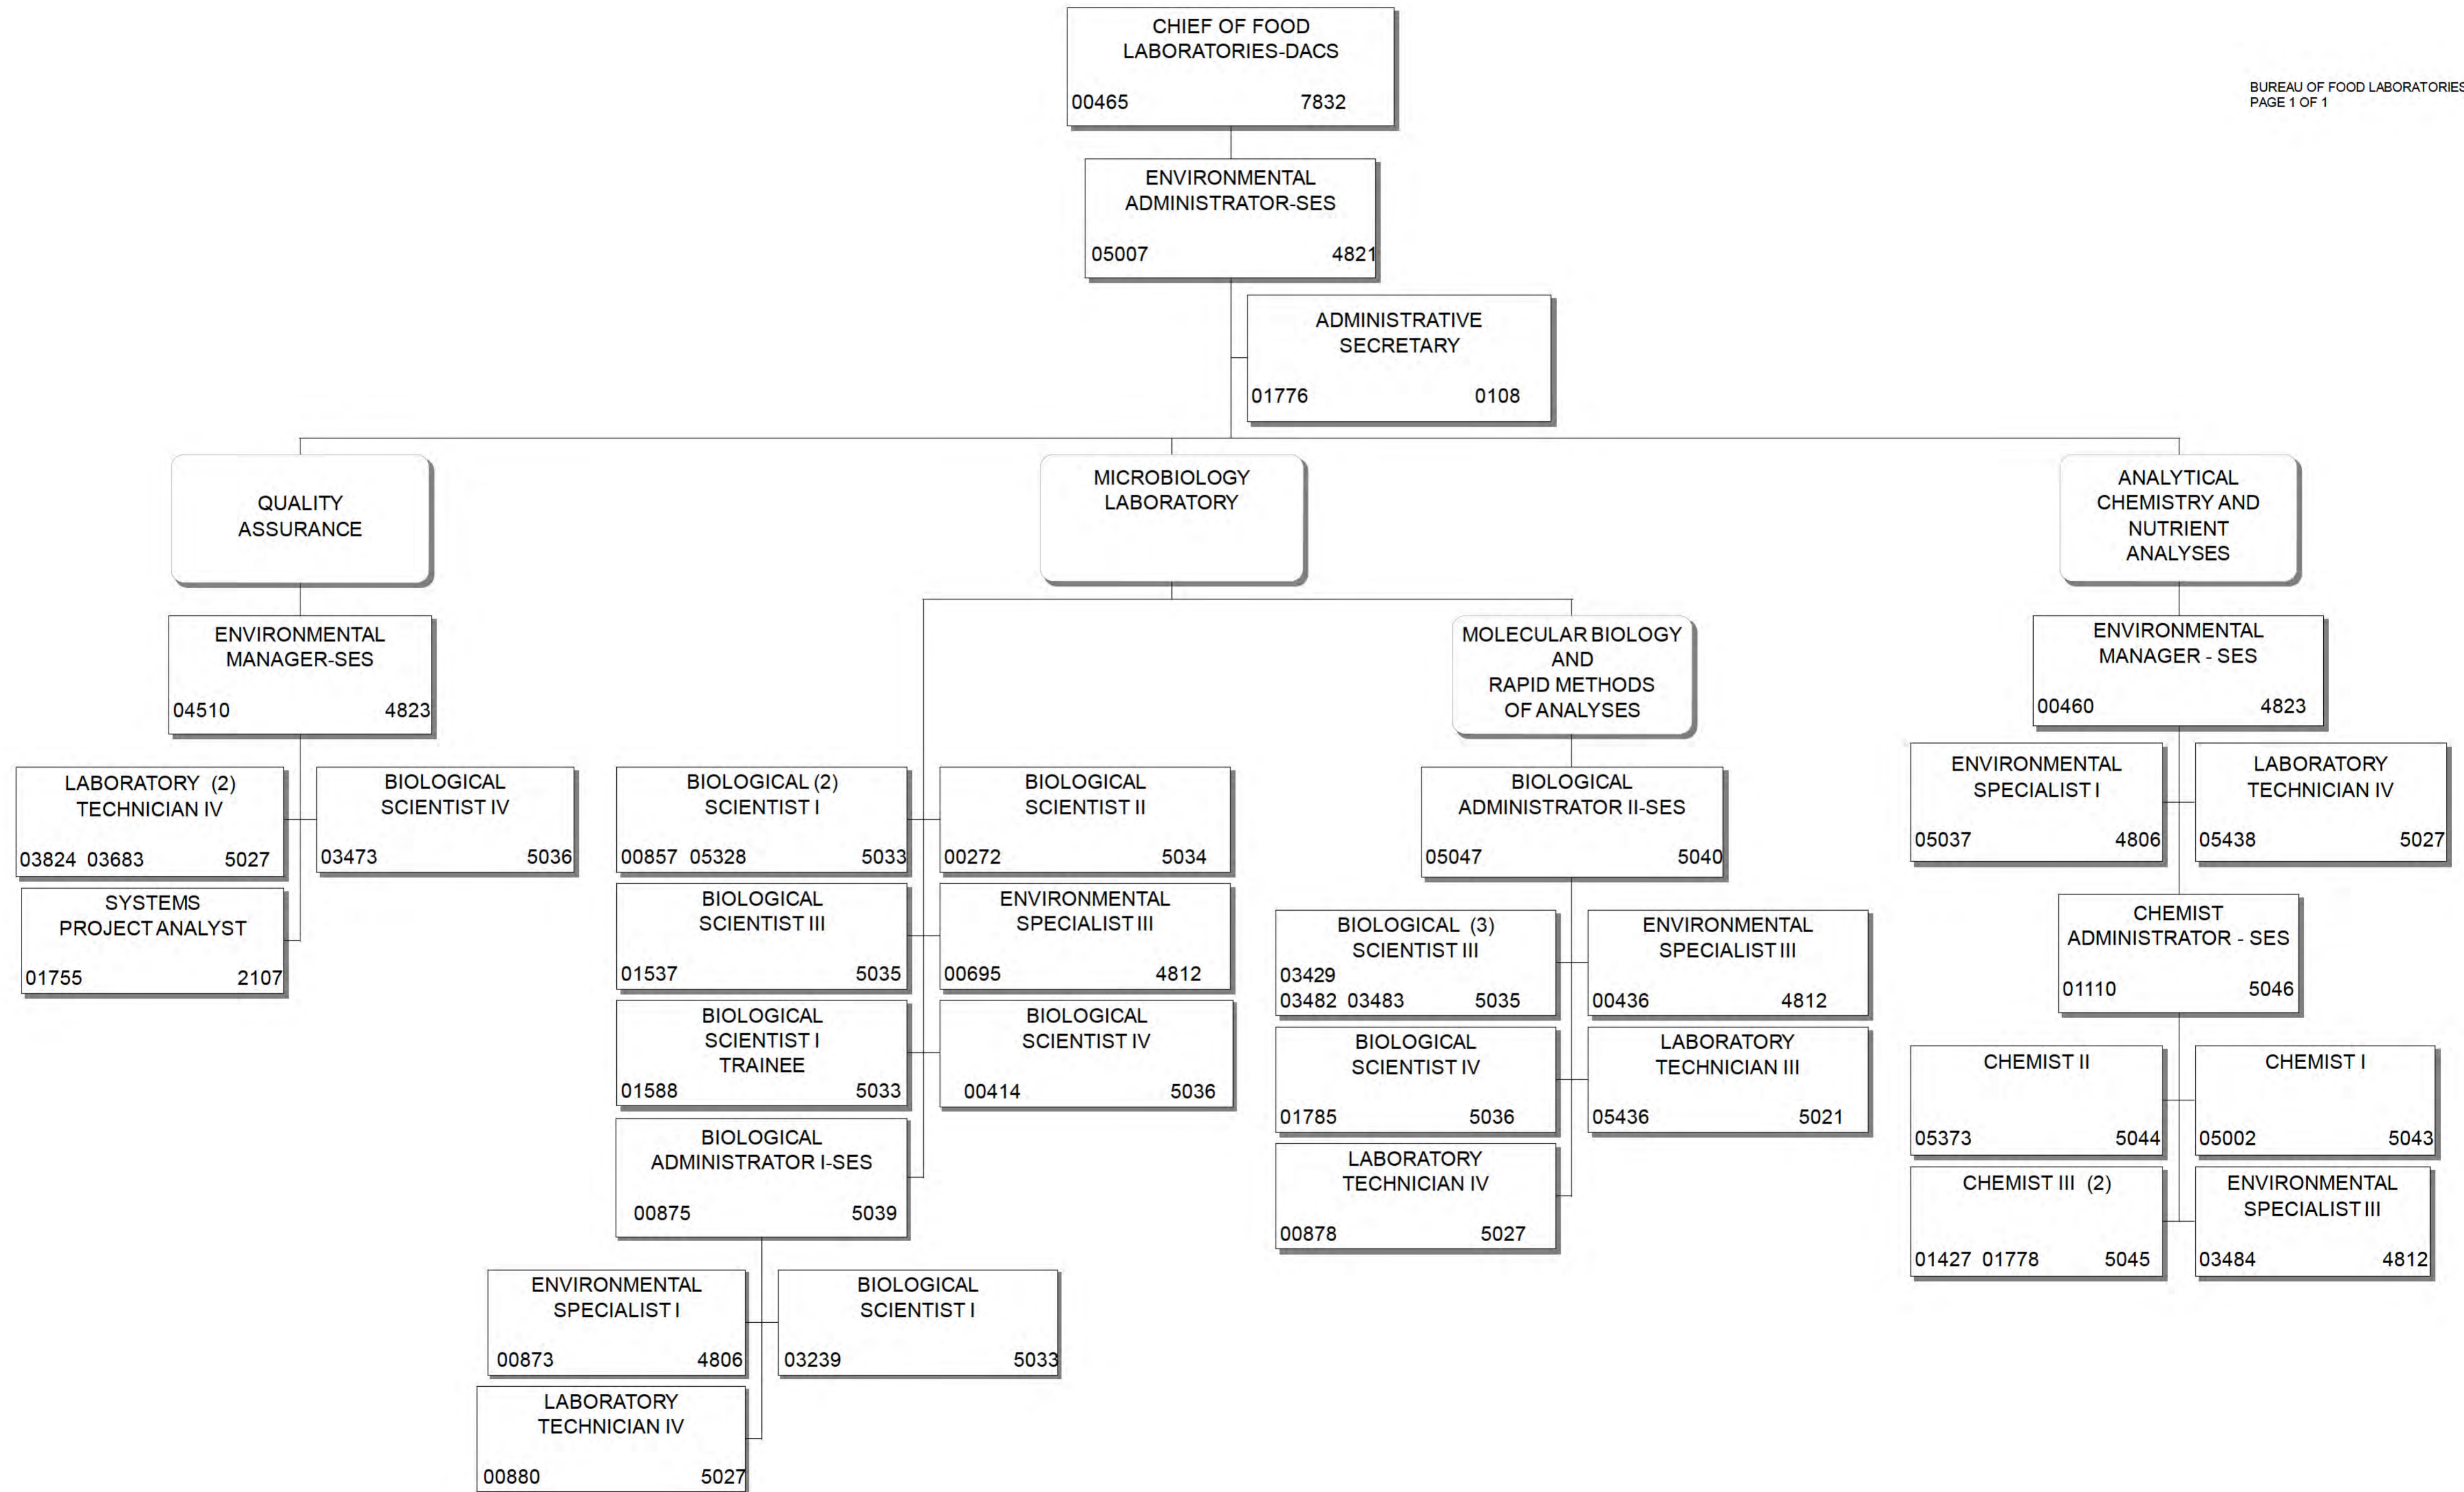 CHIEF OF FOOD
LABORATORIES-DACS
00465 7832
BUREAU OF FOOD LABORATORIES
PAGE 1 OF 1
ENVIRONMENTAL
ADMINISTRATOR-SES
05007 4821
ADMINISTRATIVE
SECRETARY
01776 0108
QUALITY
ASSURANCE
MICROBIOLOGY
LABORATORY
ANALYTICAL
CHEMISTRY AND
NUTRIENT
ANALYSES
ENVIRONMENTAL
MANAGER-SES
04510 4823
LABORATORY (2)
TECHNICIAN IV
03824 03683 5027
BIOLOGICAL
SCIENTIST IV
03473 5036
SYSTEMS
PROJECT ANALYST
01755 2107
BIOLOGICAL (2)
SCIENTIST I
00857 05328 5033
BIOLOGICAL
SCIENTIST II
00272 5034
BIOLOGICAL
SCIENTIST III
01537 5035
ENVIRONMENTAL
SPECIALIST III
00695 4812
BIOLOGICAL
SCIENTIST I
TRAINEE
01588 5033
BIOLOGICAL
SCIENTIST IV
00414 5036
BIOLOGICAL
ADMINISTRATOR I-SES
00875 5039
ENVIRONMENTAL
SPECIALIST I
00873 4806
BIOLOGICAL
SCIENTIST I
03239 5033
LABORATORY
TECHNICIAN IV
00880 5027
MOLECULAR BIOLOGY
AND
RAPID METHODS
OF ANALYSES
BIOLOGICAL
ADMINISTRATOR II-SES
05047 5040
BIOLOGICAL (3)
SCIENTIST III
03429
03482 03483 5035
ENVIRONMENTAL
SPECIALIST III
00436 4812
BIOLOGICAL
SCIENTIST IV
01785 5036
LABORATORY
TECHNICIAN III
05436 5021
LABORATORY
TECHNICIAN IV
00878 5027
ENVIRONMENTAL
MANAGER - SES
00460 4823
ENVIRONMENTAL
SPECIALIST I
05037 4806
LABORATORY
TECHNICIAN IV
05438 5027
CHEMIST
ADMINISTRATOR - SES
01110 5046
CHEMIST II
05373 5044
CHEMIST I
05002 5043
CHEMIST III (2)
01427 01778 5045
ENVIRONMENTAL
SPECIALIST III
03484 4812